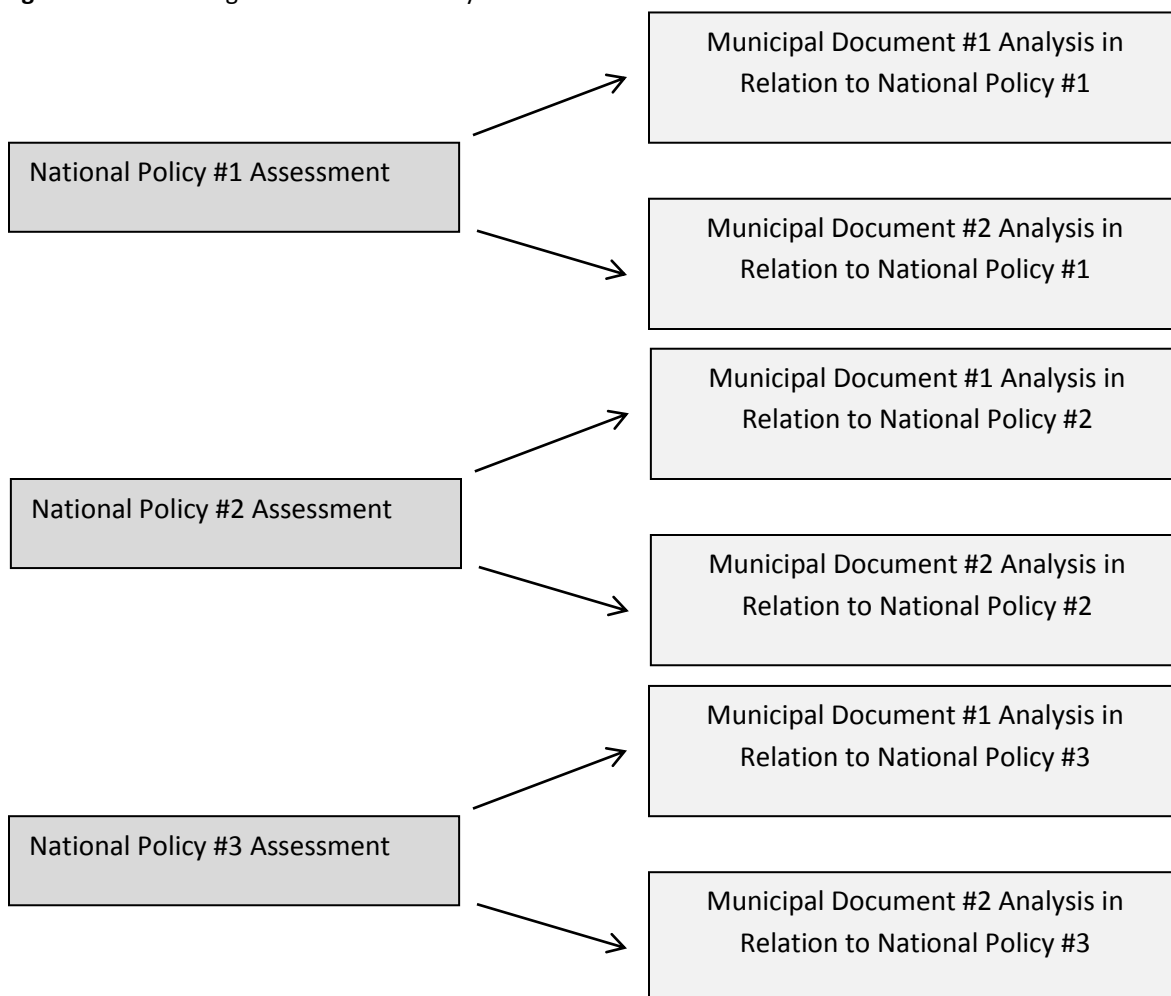 Municipal Document #1 Analysis in
Relation to National Policy #1
National Policy #1 Assessment
Municipal Document #2 Analysis in
Relation to National Policy #1
Municipal Document #1 Analysis in
Relation to National Policy #2
National Policy #2 Assessment
Municipal Document #2 Analysis in
Relation to National Policy #2
Municipal Document #1 Analysis in
Relation to National Policy #3
National Policy #3 Assessment
Municipal Document #2 Analysis in
Relation to National Policy #3